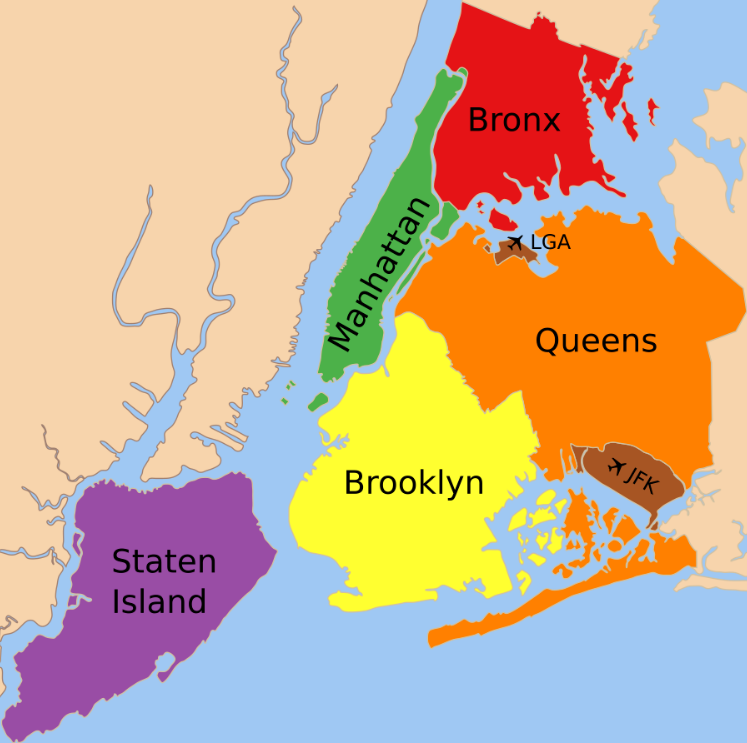 Bronx
Manhattan
LGA
Queens
JFK
Brooklyn
Staten
Island